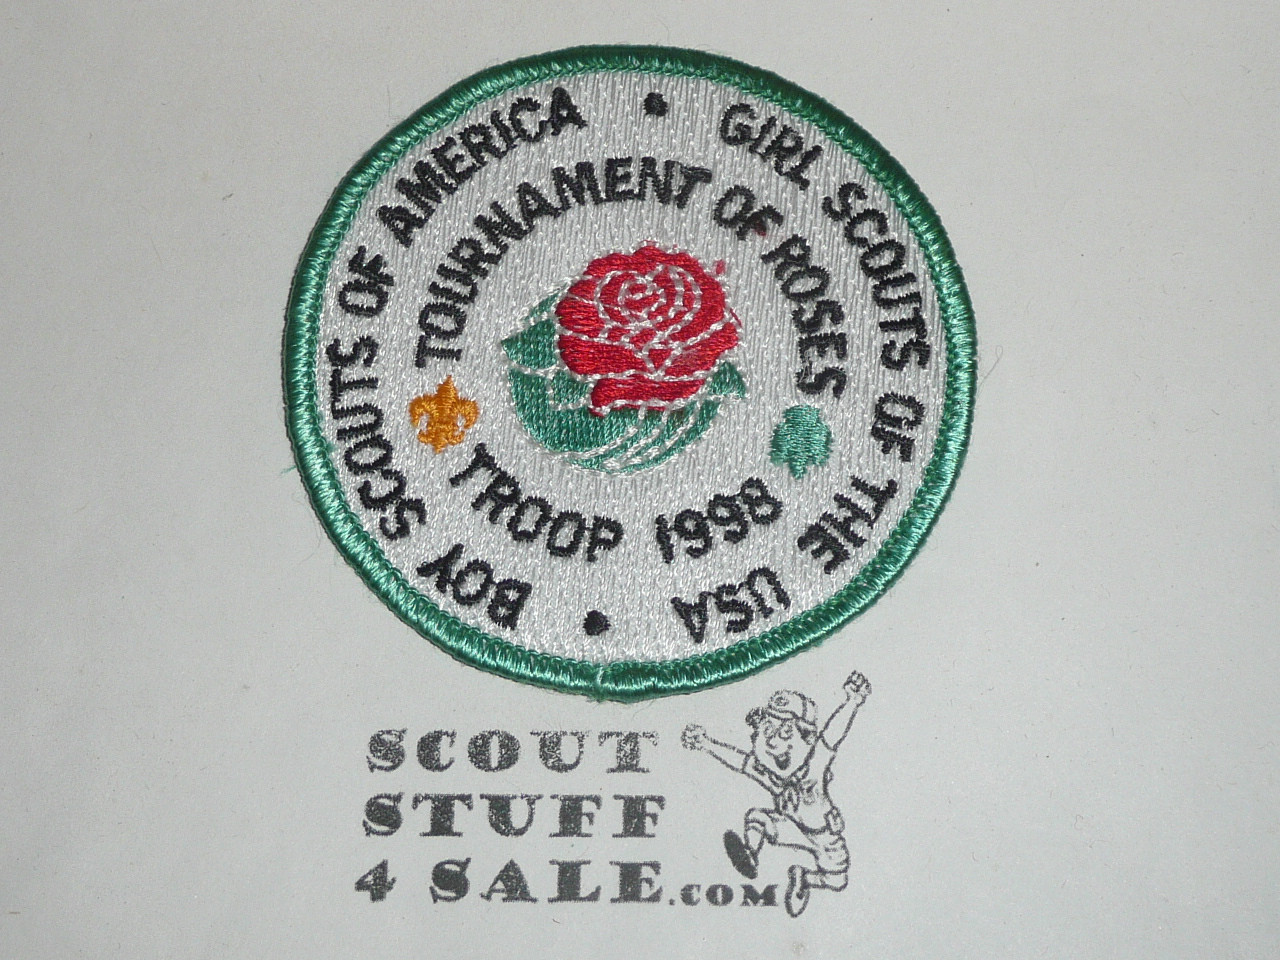 BOY SCOUTS OF AMERICA • GIRL SCOUTS OF THE USA •
TOURNAMENT OF ROSES
TROOP 1998
SCOUT
STUFF
4 SALE.COM